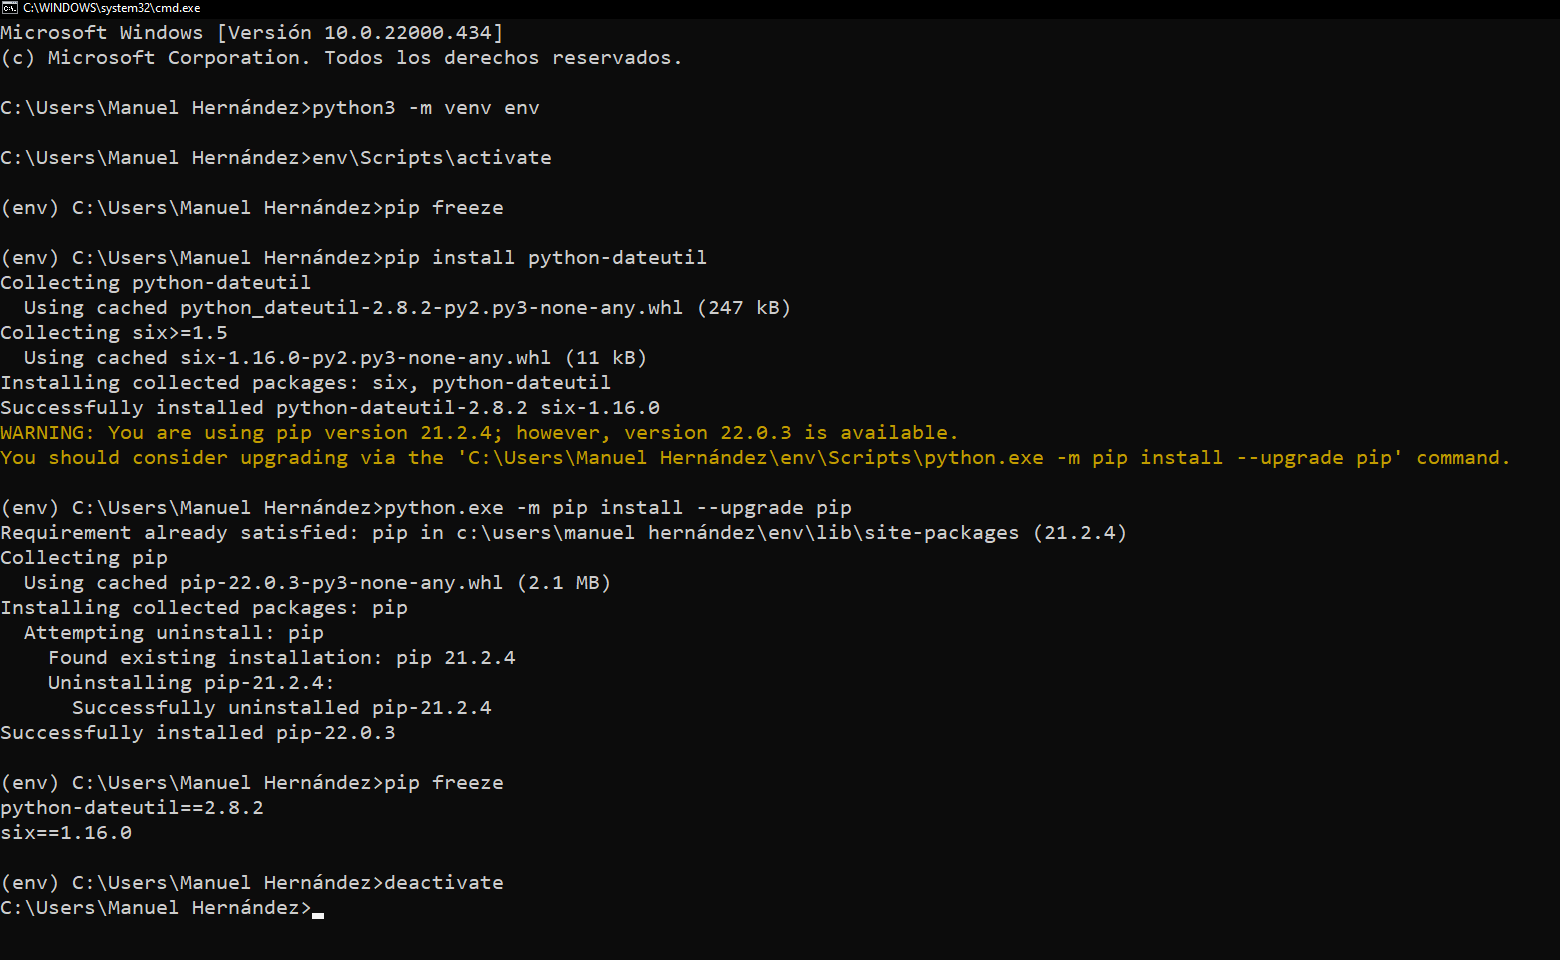 C:\WINDOWS\system32\cmd.exe
Microsoft Windows [Versión 10.0.22000.434]
(c) Microsoft Corporation. Todos los derechos reservados.
C:\Users\Manuel Hernández>python3 -m venv env
C:\Users\Manuel Hernández>env\Scripts\activate
(env) C:\Users\Manuel Hernández>pip freeze
(env) C:\Users\Manuel Hernández>pip install python-dateutil
Collecting python-dateutil
  Using cached python_dateutil-2.8.2-py2.py3-none-any.whl (247 kB)
Collecting six>=1.5
  Using cached six-1.16.0-py2.py3-none-any.whl (11 kB)
Installing collected packages: six, python-dateutil
Successfully installed python-dateutil-2.8.2 six-1.16.0
WARNING: You are using pip version 21.2.4; however, version 22.0.3 is available.
You should consider upgrading via the 'C:\Users\Manuel Hernández\env\Scripts\python.exe -m pip install --upgrade pip' command.
(env) C:\Users\Manuel Hernández>python.exe -m pip install --upgrade pip
Requirement already satisfied: pip in c:\users\manuel hernández\env\lib\site-packages (21.2.4)
Collecting pip
  Using cached pip-22.0.3-py3-none-any.whl (2.1 MB)
Installing collected packages: pip
  Attempting uninstall: pip
    Found existing installation: pip 21.2.4
    Uninstalling pip-21.2.4:
      Successfully uninstalled pip-21.2.4
Successfully installed pip-22.0.3
(env) C:\Users\Manuel Hernández>pip freeze
python-dateutil==2.8.2
six==1.16.0
(env) C:\Users\Manuel Hernández>deactivate
C:\Users\Manuel Hernández>